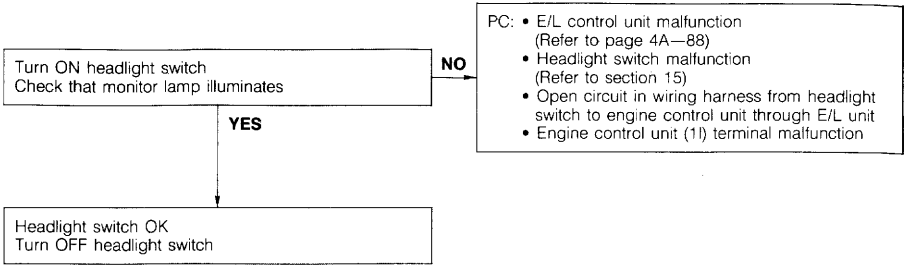 Turn ON headlight switch
Check that monitor lamp illuminates
NO
PC: • E/L control unit malfunction
(Refer to page 4A—88)
• Headlight switch malfunction
(Refer to section 15)
• Open circuit in wiring harness from headlight
switch to engine control unit through E/L unit
• Engine control unit (1I) terminal malfunction
YES
Headlight switch OK
Turn OFF headlight switch